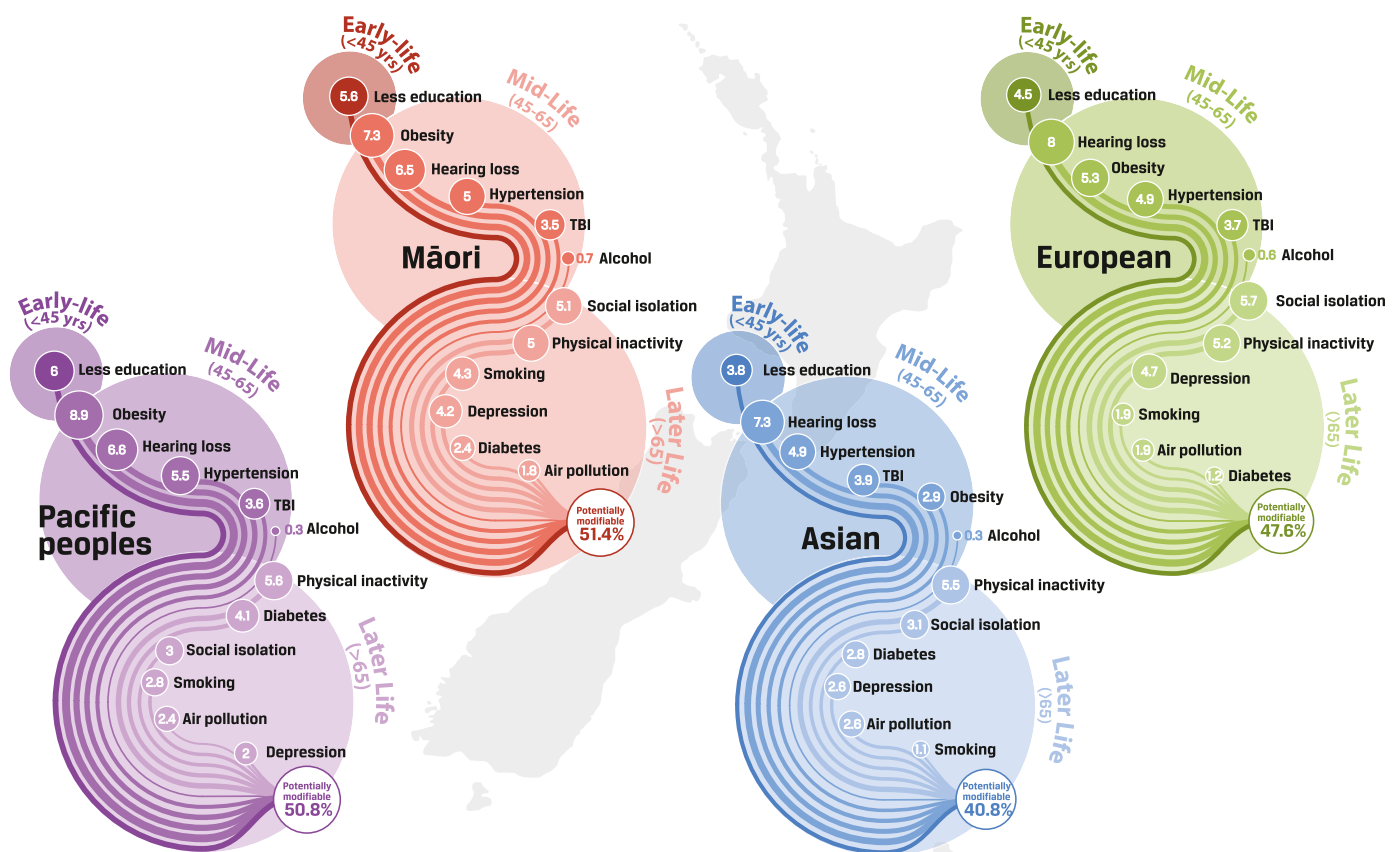 Early-life
(<45 yrs)
5.6 Less education
Mid-Life
(45-65)
7.3 Obesity
6.5 Hearing loss
5 Hypertension
3.5 TBI
Māori
0.7 Alcohol
5.1 Social isolation
5 Physical inactivity
4.3 Smoking
4.2 Depression
2.4 Diabetes
1.8 Air pollution
Later Life
(>65)
Potentially
modifiable
51.4%
Early-life
(<45 yrs)
4.5 Less education
Mid-Life
(45-65)
8 Hearing loss
5.3 Obesity
4.9 Hypertension
3.7 TBI
European
0.6 Alcohol
5.7 Social isolation
5.2 Physical inactivity
4.7 Depression
1.9 Smoking
1.9 Air pollution
1.2 Diabetes
Later Life
(>65)
Potentially
modifiable
47.6%
Early-life
(<45 yrs)
6 Less education
Mid-Life
(45-65)
8.9 Obesity
6.6 Hearing loss
5.5 Hypertension
3.6 TBI
Pacific
peoples
0.3 Alcohol
5.6 Physical inactivity
4.1 Diabetes
3 Social isolation
2.8 Smoking
2.4 Air pollution
2 Depression
Later Life
(>65)
Potentially
modifiable
50.8%
Early-life
(<45 yrs)
3.8 Less education
Mid-Life
(45-65)
7.3 Hearing loss
4.9 Hypertension
3.9 TBI
2.9 Obesity
Asian
0.3 Alcohol
5.5 Physical inactivity
3.1 Social isolation
2.8 Diabetes
2.6 Depression
2.6 Air pollution
1.1 Smoking
Later Life
(>65)
Potentially
modifiable
40.8%